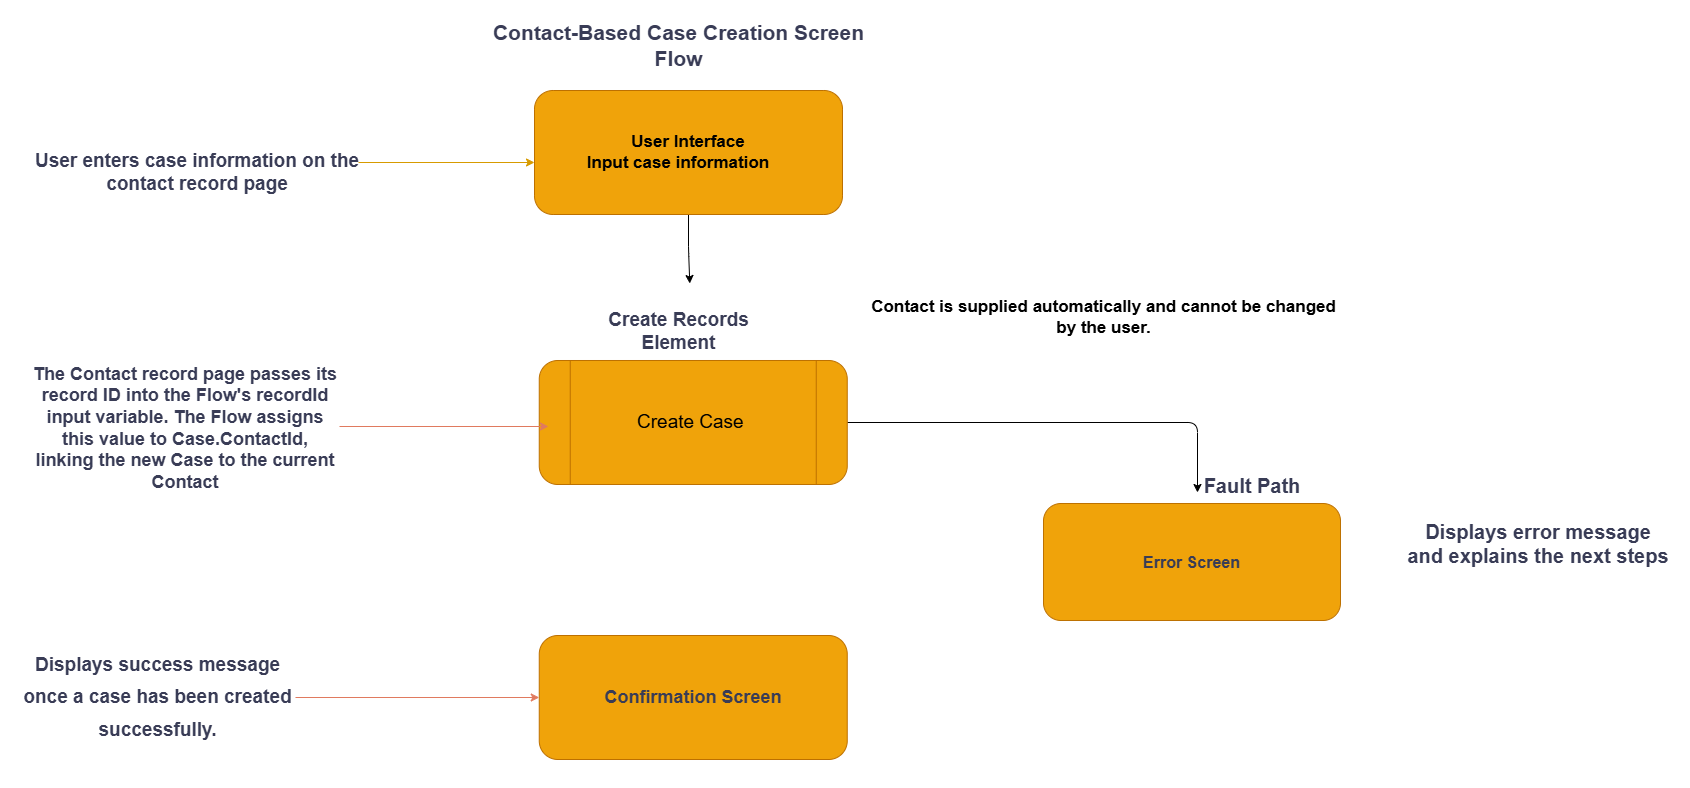 Contact-Based Case Creation Screen
Flow
User Interface
Input case information
User enters case information on the
contact record page
Contact is supplied automatically and cannot be changed
by the user.
Create Records
Element
The Contact record page passes its
record ID into the Flow's recordId
input variable. The Flow assigns
this value to Case.ContactId,
linking the new Case to the current
Contact
Create Case
Fault Path
Error Screen
Displays error message
and explains the next steps
Displays success message
once a case has been created
successfully.
Confirmation Screen